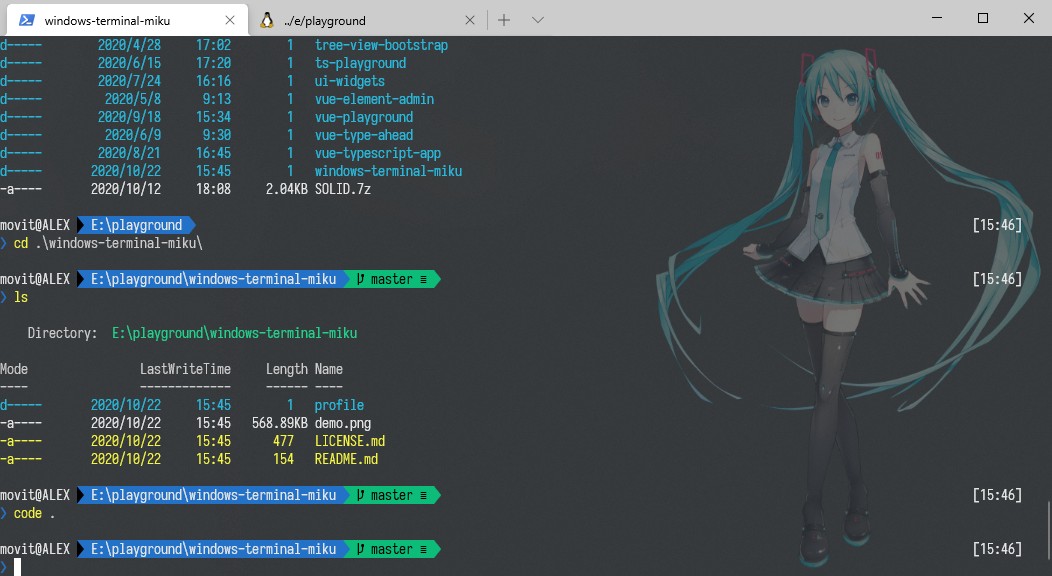 windows-terminal-miku ../e/playground
d----- 2020/4/28 17:02 1 tree-view-bootstrap
d----- 2020/6/15 17:20 1 ts-playground
d----- 2020/7/24 16:16 1 ui-widgets
d----- 2020/5/8 9:13 1 vue-element-admin
d----- 2020/9/18 15:34 1 vue-playground
d----- 2020/6/9 9:30 1 vue-type-ahead
d----- 2020/8/21 16:45 1 vue-typescript-app
d----- 2020/10/22 15:45 1 windows-terminal-miku
-a---- 2020/10/12 18:08 2.04KB SOLID.7z
movit@ALEX E:\playground [15:46]
❯ cd .\windows-terminal-miku\
movit@ALEX E:\playground\windows-terminal-miku master ≡ [15:46]
❯ ls
Directory: E:\playground\windows-terminal-miku
Mode LastWriteTime Length Name
---- ------------- ------ ----
d----- 2020/10/22 15:45 1 profile
-a---- 2020/10/22 15:45 568.89KB demo.png
-a---- 2020/10/22 15:45 477 LICENSE.md
-a---- 2020/10/22 15:45 154 README.md
movit@ALEX E:\playground\windows-terminal-miku master ≡ [15:46]
❯ code .
movit@ALEX E:\playground\windows-terminal-miku master ≡ [15:46]
❯